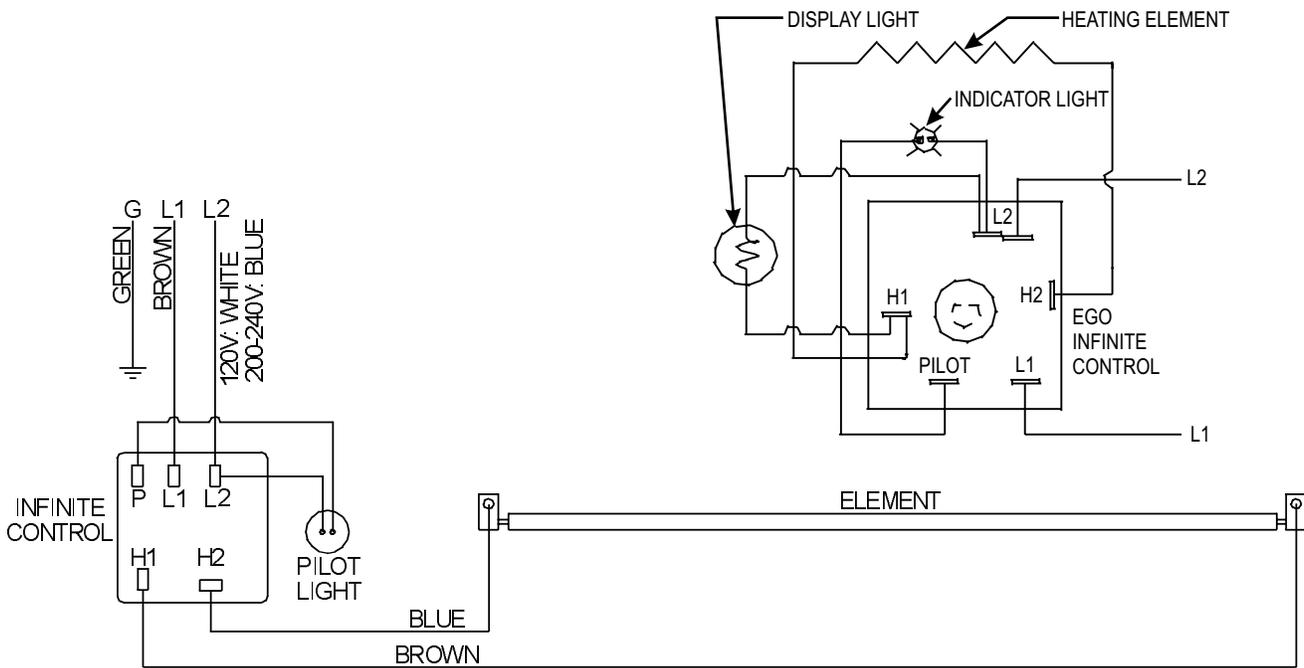 DISPLAY LIGHT
HEATING ELEMENT
INDICATOR LIGHT
L2
L2
H1
H2
EGO
INFINITE
CONTROL
PILOT
L1
L1
G L1 L2
GREEN
BROWN
120V: WHITE
200-240V: BLUE
P L1 L2
INFINITE
CONTROL
H1 H2
PILOT
LIGHT
ELEMENT
BLUE
BROWN